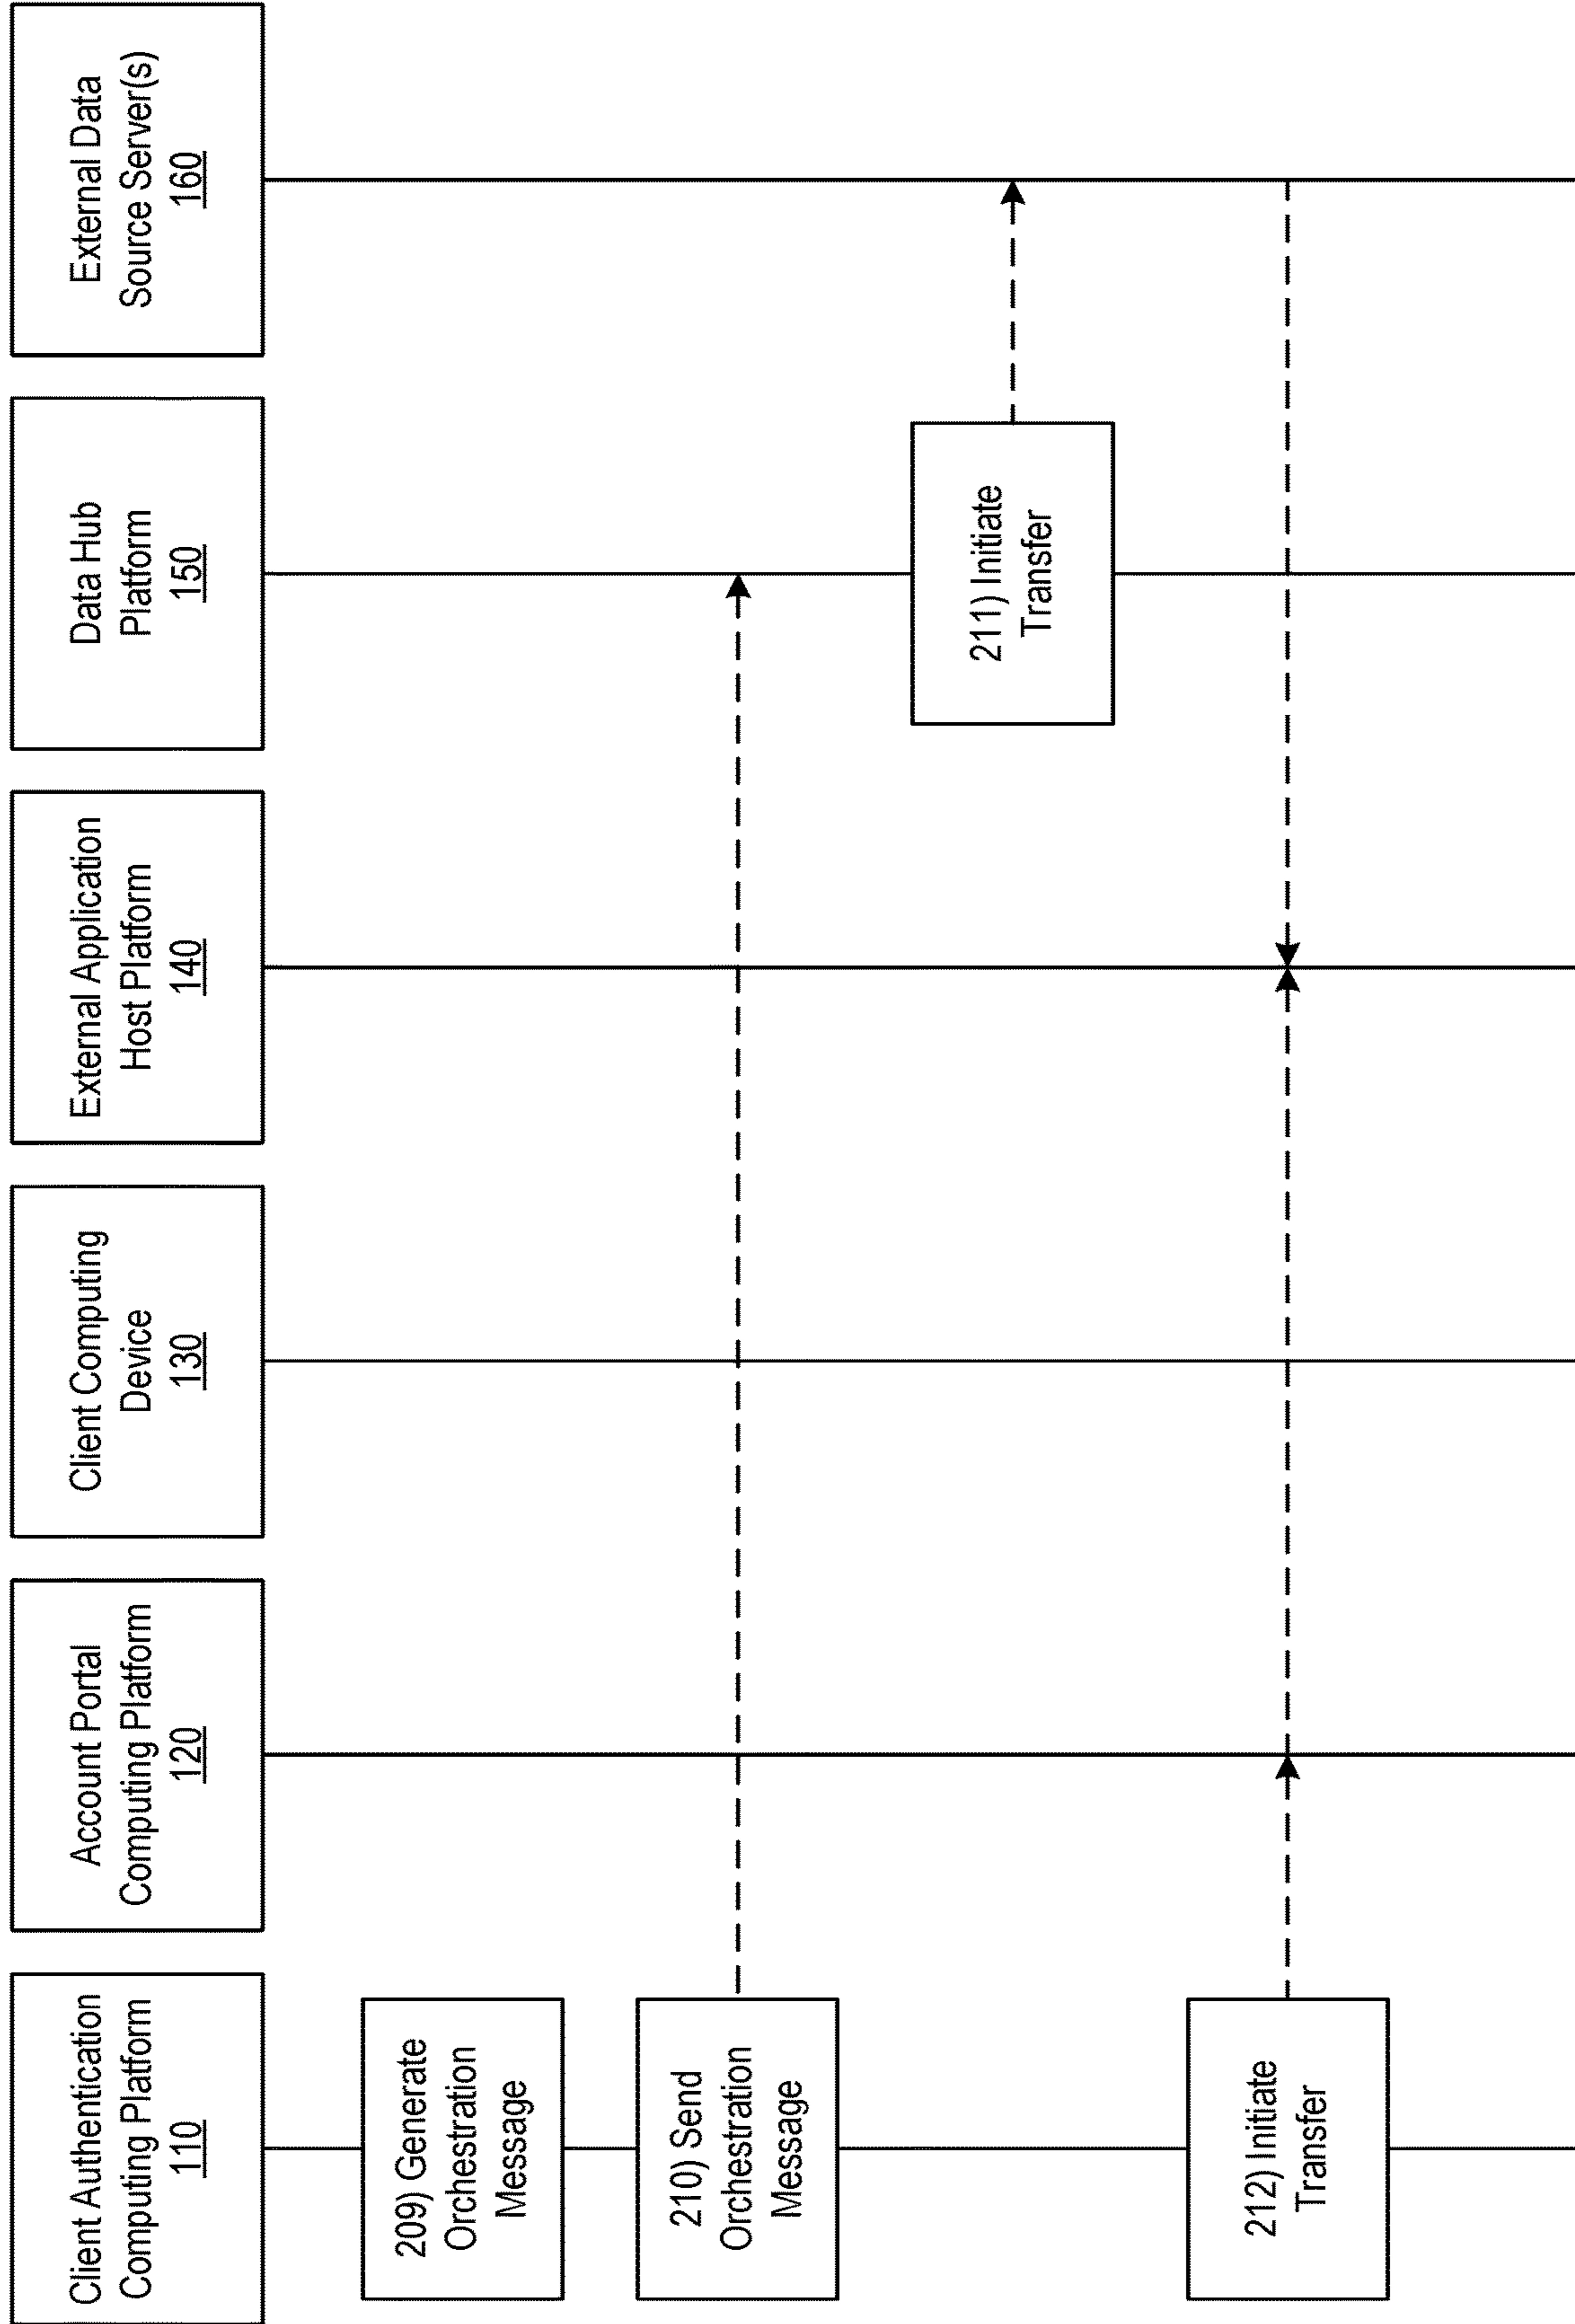 Client Authentication
Computing Platform
110
Account Portal
Computing Platform
120
Client Computing
Device
130
External Application
Host Platform
140
Data Hub
Platform
150
External Data
Source Server(s)
160
209) Generate
Orchestration
Message
210) Send
Orchestration
Message
211) Initiate
Transfer
212) Initiate
Transfer